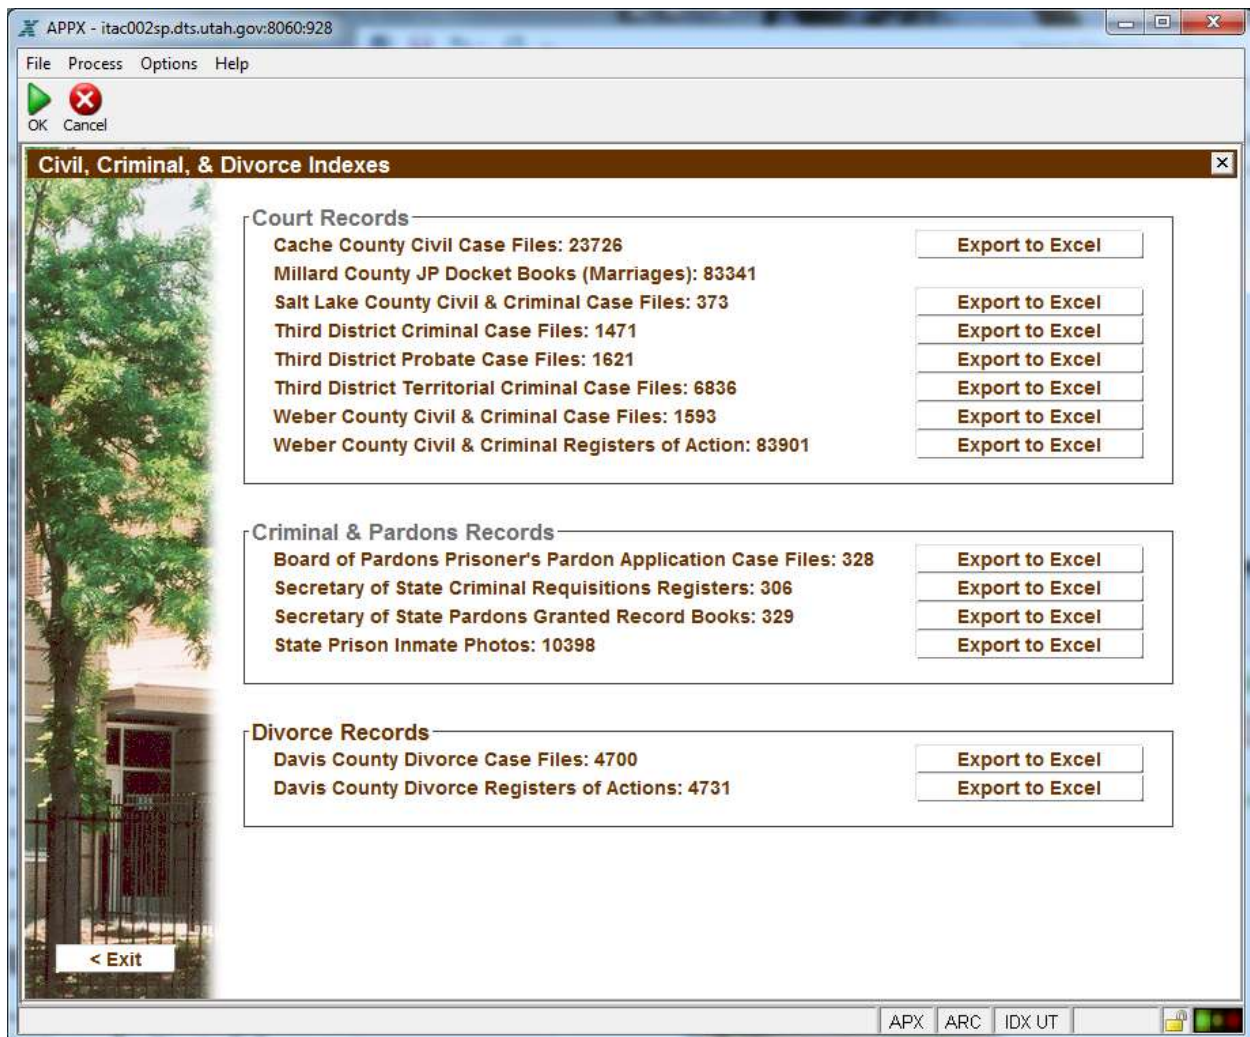 APPX - itac002sp.dts.utah.gov:8060:928
File Process Options Help
OK Cancel
Civil, Criminal, & Divorce Indexes
Court Records
Cache County Civil Case Files: 23726 Export to Excel
Millard County JP Docket Books (Marriages): 83341
Salt Lake County Civil & Criminal Case Files: 373 Export to Excel
Third District Criminal Case Files: 1471 Export to Excel
Third District Probate Case Files: 1621 Export to Excel
Third District Territorial Criminal Case Files: 6836 Export to Excel
Weber County Civil & Criminal Case Files: 1593 Export to Excel
Weber County Civil & Criminal Registers of Action: 83901 Export to Excel
Criminal & Pardons Records
Board of Pardons Prisoner's Pardon Application Case Files: 328 Export to Excel
Secretary of State Criminal Requisitions Registers: 306 Export to Excel
Secretary of State Pardons Granted Record Books: 329 Export to Excel
State Prison Inmate Photos: 10398 Export to Excel
Divorce Records
Davis County Divorce Case Files: 4700 Export to Excel
Davis County Divorce Registers of Actions: 4731 Export to Excel
< Exit
APX ARC IDX UT